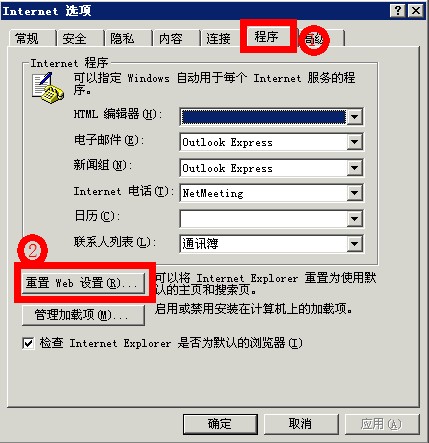 Internet 选项
常规 安全 隐私 内容 连接 程序
Internet 程序
可以指定 Windows 自动用于每个 Internet 服务的程
序。
HTML 编辑器(H):
电子邮件(E): Outlook Express
新闻组(N): Outlook Express
Internet 电话(T): NetMeeting
日历(C):
联系人列表(L): 通讯簿
②
重置 Web 设置(R)... 可以将 Internet Explorer 重置为使用默
认的主页和搜索页。
管理加载项(M)... 启用或禁用安装在计算机上的加载项。
检查 Internet Explorer 是否为默认的浏览器(I)
确定 取消 应用(A)